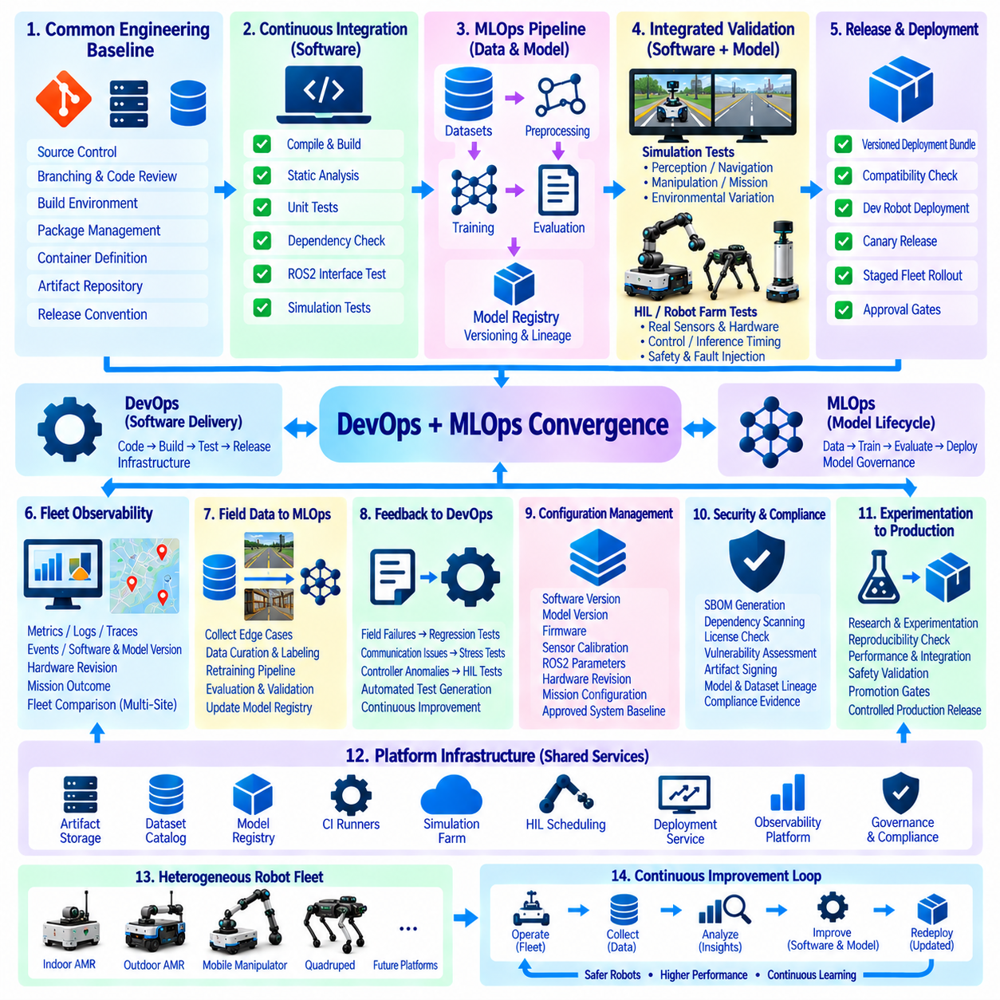 1. Common Engineering
Baseline
Source Control
Branching & Code Review
Build Environment
Package Management
Container Definition
Artifact Repository
Release Convention
2. Continuous Integration
(Software)
</>
Compile & Build
Static Analysis
Unit Tests
Dependency Check
ROS2 Interface Test
Simulation Tests
3. MLOps Pipeline
(Data & Model)
Datasets
Preprocessing
Training
Evaluation
Model Registry
Versioning & Lineage
4. Integrated Validation
(Software + Model)
Simulation Tests
• Perception / Navigation
• Manipulation / Mission
• Environmental Variation
HIL / Robot Farm Tests
• Real Sensors & Hardware
• Control / Inference Timing
• Safety & Fault Injection
5. Release & Deployment
Versioned Deployment Bundle
Compatibility Check
Dev Robot Deployment
Canary Release
Staged Fleet Rollout
Approval Gates
DevOps
(Software Delivery)
Code → Build → Test → Release
Infrastructure
DevOps + MLOps Convergence
MLOps
(Model Lifecycle)
Data → Train → Evaluate → Deploy
Model Governance
6. Fleet Observability
Metrics / Logs / Traces
Events / Software & Model Version
Hardware Revision
Mission Outcome
Fleet Comparison (Multi-Site)
7. Field Data to MLOps
Collect Edge Cases
Data Curation & Labeling
Retraining Pipeline
Evaluation & Validation
Update Model Registry
8. Feedback to DevOps
Field Failures → Regression Tests
Communication Issues → Stress Tests
Controller Anomalies → HIL Tests
Automated Test Generation
Continuous Improvement
9. Configuration Management
Software Version
Model Version
Firmware
Sensor Calibration
ROS2 Parameters
Hardware Revision
Mission Configuration
Approved System Baseline
10. Security & Compliance
SBOM Generation
Dependency Scanning
License Check
Vulnerability Assessment
Artifact Signing
Model & Dataset Lineage
Compliance Evidence
11. Experimentation
to Production
Research & Experimentation
Reproducibility Check
Performance & Integration
Safety Validation
Promotion Gates
Controlled Production Release
12. Platform Infrastructure (Shared Services)
Artifact
Storage
Dataset
Catalog
Model
Registry
CI Runners
Simulation
Farm
HIL Scheduling
Deployment
Service
Observability
Platform
Governance
& Compliance
13. Heterogeneous Robot Fleet
Indoor AMR
Outdoor AMR
Mobile Manipulator
Quadruped
...
Future Platforms
14. Continuous Improvement Loop
Operate
(Fleet)
Collect
(Data)
Analyze
(Insights)
Improve
(Software & Model)
Redeploy
(Updated)
Safer Robots • Higher Performance • Continuous Learning